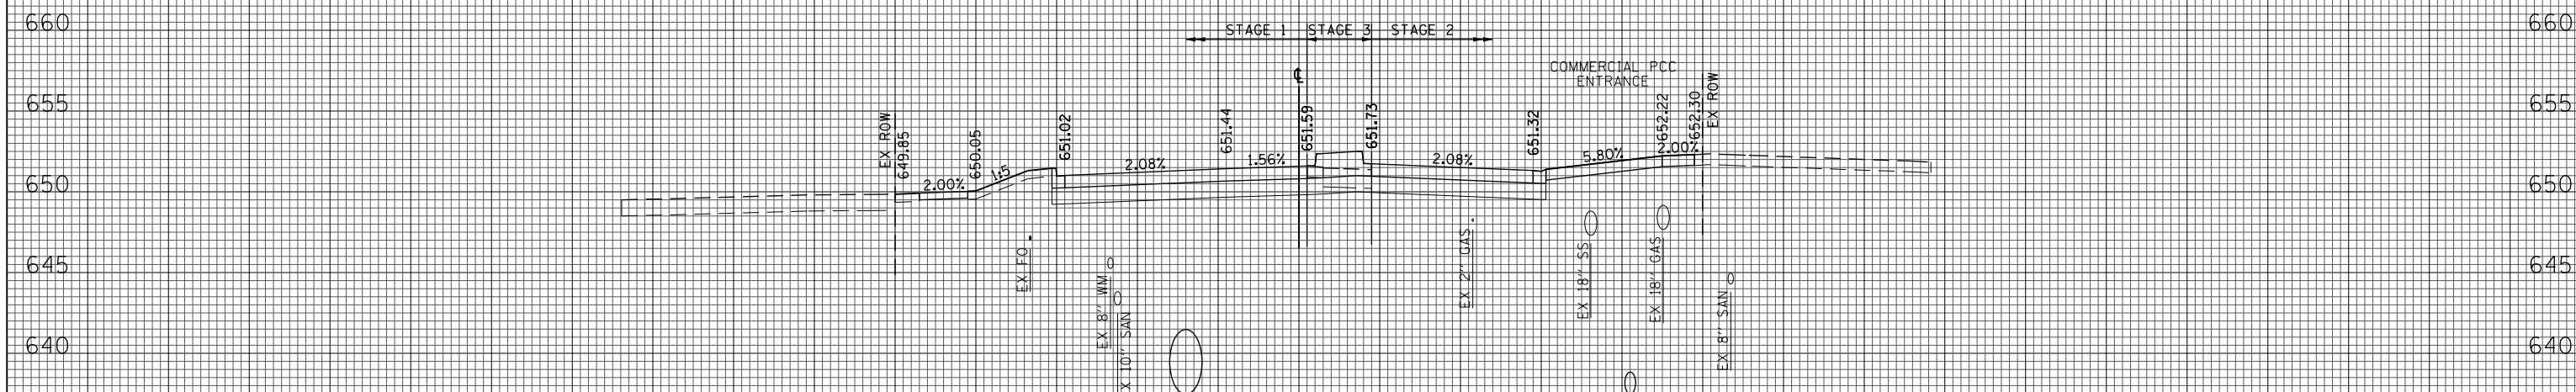 660
660
STAGE 1
STAGE 3
STAGE 2
COMMERCIAL PCC
ENTRANCE
655
655
EX ROW
649.85
650.05
651.02
651.44
651.59
651.73
651.32
652.22
652.30
EX ROW
2.00%
1:5
2.08%
1.56%
2.08%
5.80%
2.00%
650
650
645
645
EX FO
EX 8" WM
X 10" SAN
EX 2" GAS
EX 18" SS
EX 18" GAS
EX 8" SAN
640
640